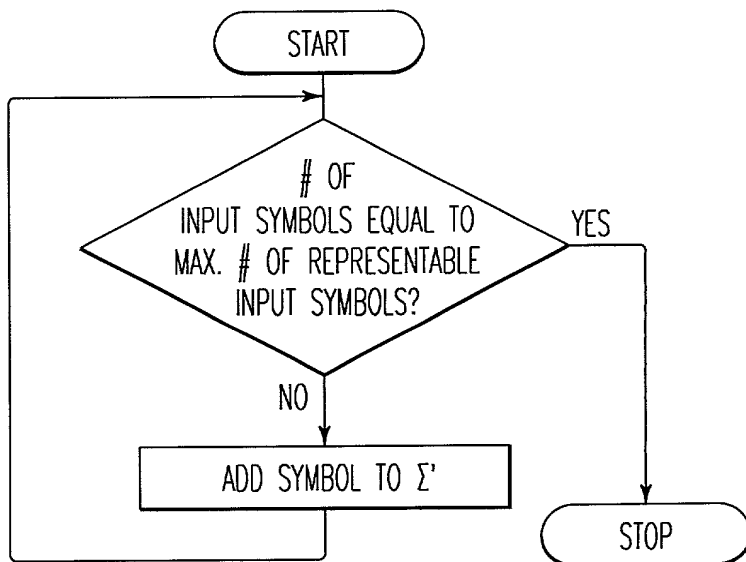 START
# OF
INPUT SYMBOLS EQUAL TO
MAX. # OF REPRESENTABLE
INPUT SYMBOLS?
YES
NO
ADD SYMBOL TO Σ'
STOP